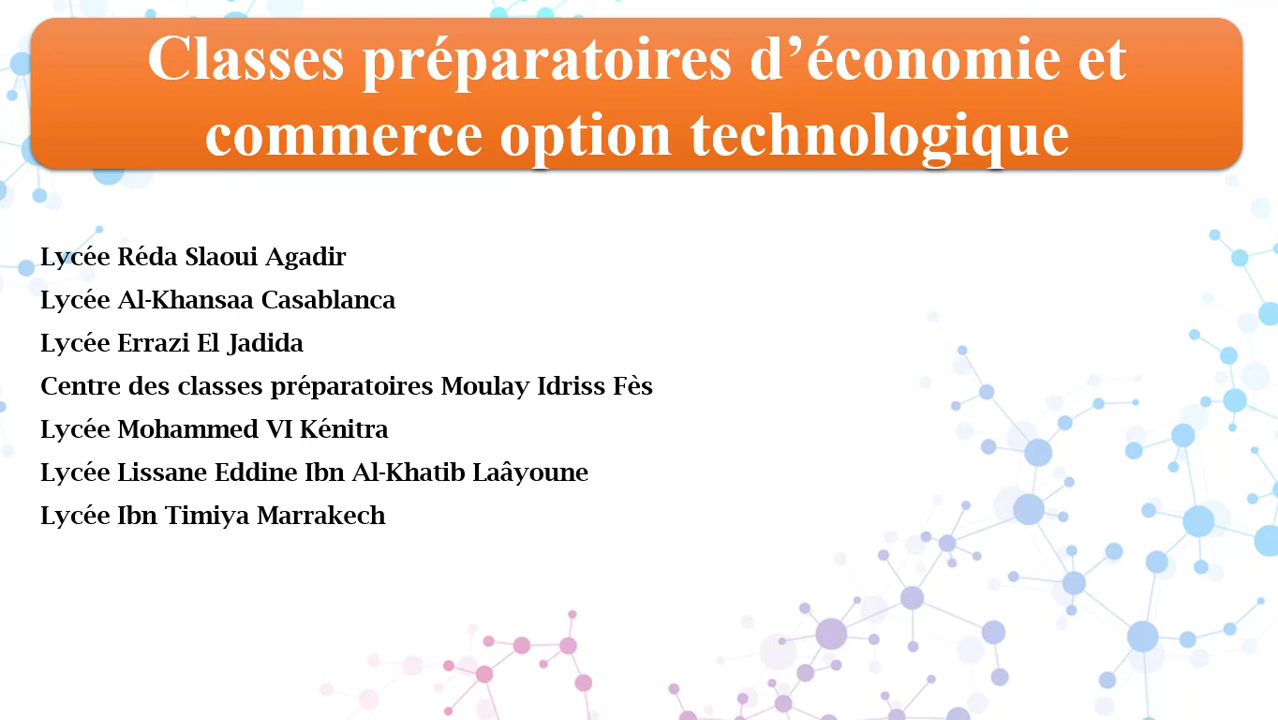 Classes préparatoires d’économie et
commerce option technologique
Lycée Réda Slaoui Agadir
Lycée Al-Khansaa Casablanca
Lycée Errazi El Jadida
Centre des classes préparatoires Moulay Idriss Fès
Lycée Mohammed VI Kénitra
Lycée Lissane Eddine Ibn Al-Khatib Laâyoune
Lycée Ibn Timiya Marrakech